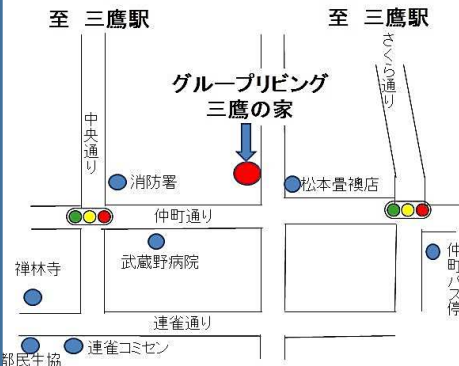 至 三鷹駅
至 三鷹駅
さくら通り
グループリビング
三鷹の家
中央通り
消防署
松本畳襖店
仲町通り
武蔵野病院
仲町バス停
禅林寺
連雀通り
都民生協
連雀コミセン